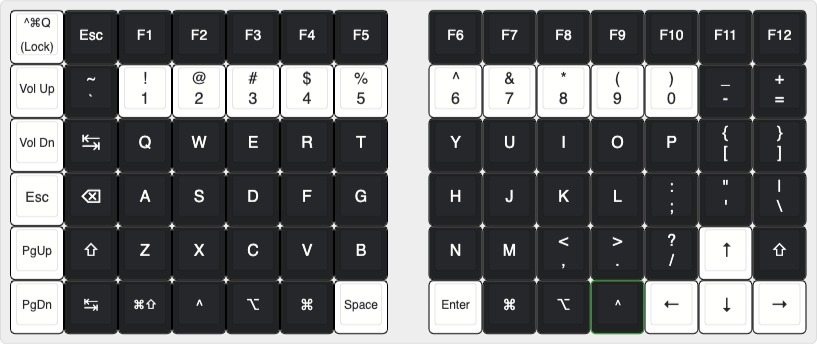 ^⌘Q
(Lock)
Esc F1 F2 F3 F4 F5 F6 F7 F8 F9 F10 F11 F12
Vol Up
~ ! @ # $ % ^ & * ( ) _ +
` 1 2 3 4 5 6 7 8 9 0 - =
Vol Dn ↹ Q W E R T Y U I O P { [ } ]
Esc ⌫ A S D F G H J K L : ; " ' | \
PgUp ⇧ Z X C V B N M < , > . ? / ↑ ⇧
PgDn ↹ ⌘⇧ ^ ⌥ ⌘ Space Enter ⌘ ⌥ ^ ← ↓ →